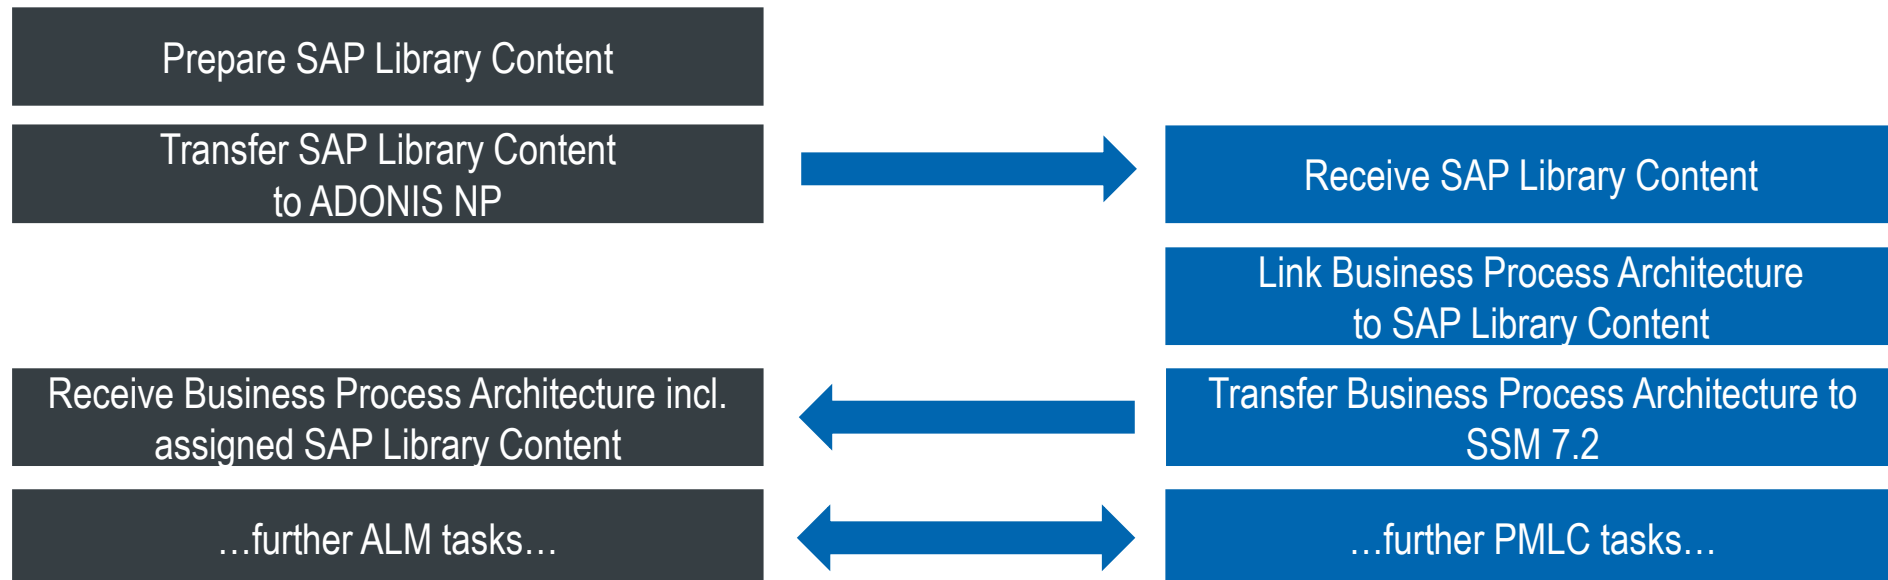 Prepare SAP Library Content
Transfer SAP Library Content
to ADONIS NP
Receive SAP Library Content
Link Business Process Architecture
to SAP Library Content
Receive Business Process Architecture incl.
assigned SAP Library Content
Transfer Business Process Architecture to
SSM 7.2
…further ALM tasks…
…further PMLC tasks…